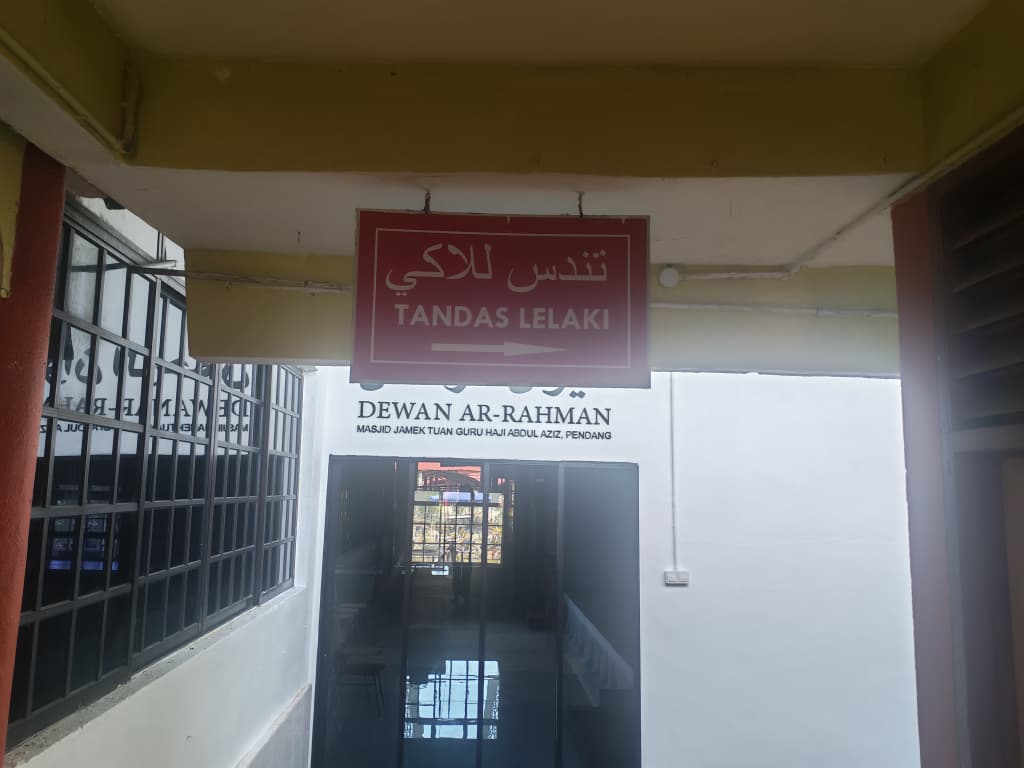 تندس للاكي
TANDAS LELAKI
DEWAN AR-RAHMAN
MASJID JAMEK TUAN GURU HAJI ABDUL AZIZ, PENDANG